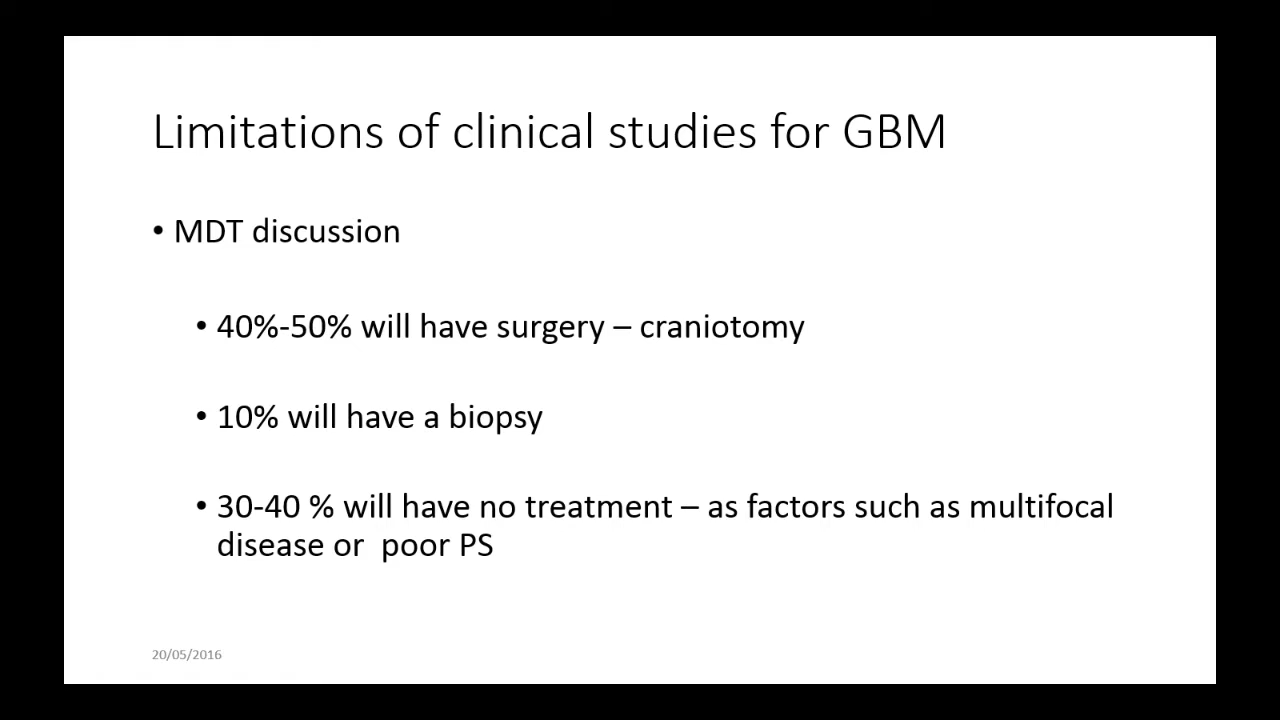 Limitations of clinical studies for GBM
• MDT discussion
• 40%-50% will have surgery – craniotomy
• 10% will have a biopsy
• 30-40 % will have no treatment – as factors such as multifocal
disease or  poor PS
20/05/2016